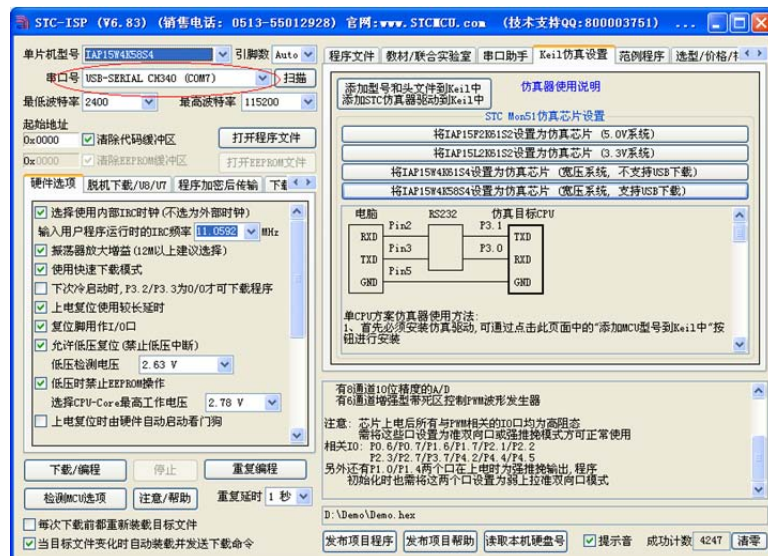 STC-ISP (V6.83) (销售电话: 0513-55012928) 官网:www.STCMCU.com (技术支持QQ:800003751) ...
单片机型号 IAP15W4K58S4 引脚数 Auto
串口号 USB-SERIAL CH340 (COM7) 扫描
最低波特率 2400 最高波特率 115200
起始地址
0x0000 清除代码缓冲区 打开程序文件
0x0000 清除EEPROM缓冲区 打开EEPROM文件
硬件选项 脱机下载/U8/U7 程序加密后传输
选择使用内部IRC时钟(不选为外部时钟)
输入用户程序运行时的IRC频率 11.0592 MHz
振荡器放大增益(12M以上建议选择)
使用快速下载模式
下次冷启动时,P3.2/P3.3为0/0才可下载程序
上电复位使用较长延时
复位脚用作I/O口
允许低压复位(禁止低压中断)
低压检测电压 2.63 V
低压时禁止EEPROM操作
选择CPU-Core最高工作电压 2.78 V
上电复位时由硬件自动启动看门狗
下载/编程 停止 重复编程
检测MCU选项 注意/帮助 重复延时 1 秒
每次下载前都重新装载目标文件
当目标文件变化时自动装载并发送下载命令
程序文件 教材/联合实验室 串口助手 Keil仿真设置 范例程序 选型/价格/
添加型号和头文件到Keil中
添加STC仿真器驱动到Keil中
仿真器使用说明
STC Mon51仿真芯片设置
将IAP15F2K61S2设置为仿真芯片 (5.0V系统)
将IAP15L2K61S2设置为仿真芯片 (3.3V系统)
将IAP15W4K61S4设置为仿真芯片 (宽压系统, 不支持USB下载)
将IAP15W4K58S4设置为仿真芯片 (宽压系统, 支持USB下载)
电脑 RS232 仿真目标CPU
RXD Pin2 P3.1 TXD
TXD Pin3 P3.0 RXD
GND Pin5 GND
单CPU方案仿真器使用方法:
1、首先必须安装仿真驱动,可通过点击此页面中的"添加MCU型号到Keil中"按
钮进行安装
有8通道10位精度的A/D
有6通道增强型带死区控制PWM波形发生器
注意: 芯片上电后所有与PWM相关的IO口均为高阻态
需将这些口设置为准双向口或强推挽模式方可正常使用
相关IO: P0.6/P0.7/P1.6/P1.7/P2.1/P2.2
P2.3/P2.7/P3.7/P4.2/P4.4/P4.5
另外还有P1.0/P1.4两个口在上电时为强推挽输出,程序
初始化时也需将这两个口设置为弱上拉准双向口模式
D:\Demo\Demo.hex
发布项目程序 发布项目帮助 读取本机硬盘号 提示音 成功计数 4247 清零